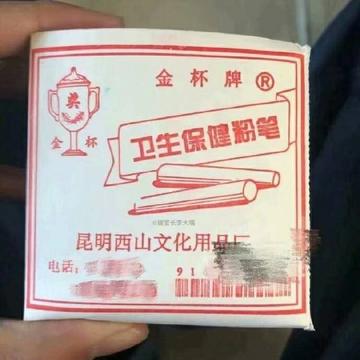 金杯牌 ®
奖
金杯
卫生保健粉笔
昆明西山文化用品厂
电话:
91